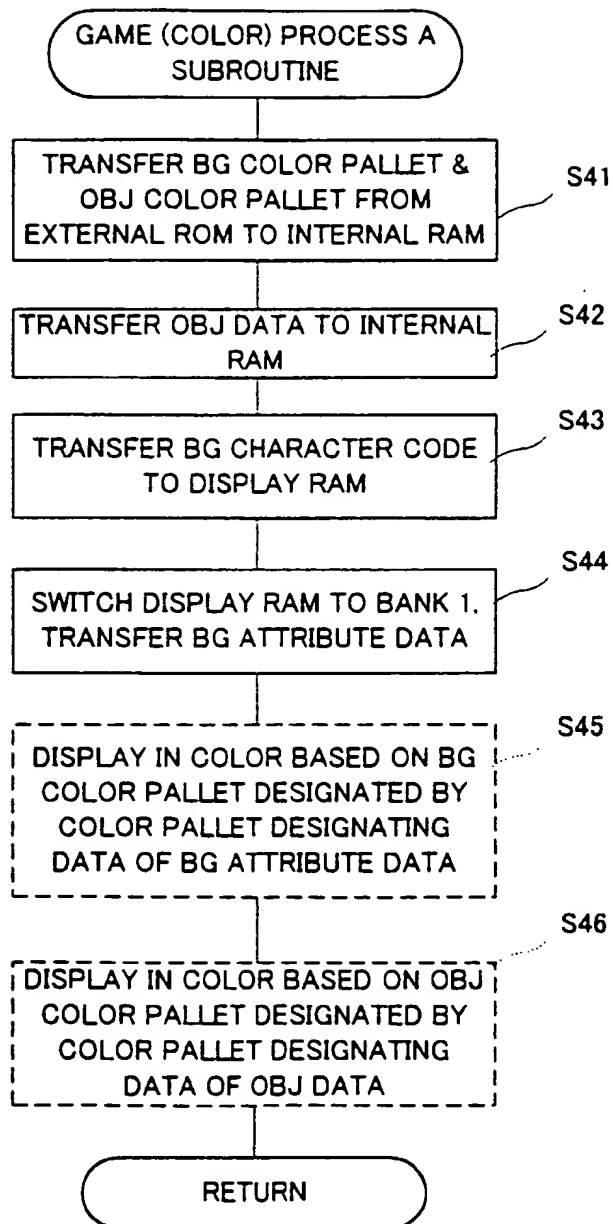 GAME (COLOR) PROCESS A
SUBROUTINE
TRANSFER BG COLOR PALLET &
OBJ COLOR PALLET FROM
EXTERNAL ROM TO INTERNAL RAM
S41
TRANSFER OBJ DATA TO INTERNAL
RAM
S42
TRANSFER BG CHARACTER CODE
TO DISPLAY RAM
S43
SWITCH DISPLAY RAM TO BANK 1,
TRANSFER BG ATTRIBUTE DATA
S44
DISPLAY IN COLOR BASED ON BG
COLOR PALLET DESIGNATED BY
COLOR PALLET DESIGNATING
DATA OF BG ATTRIBUTE DATA
S45
DISPLAY IN COLOR BASED ON OBJ
COLOR PALLET DESIGNATED BY
COLOR PALLET DESIGNATING
DATA OF OBJ DATA
S46
RETURN